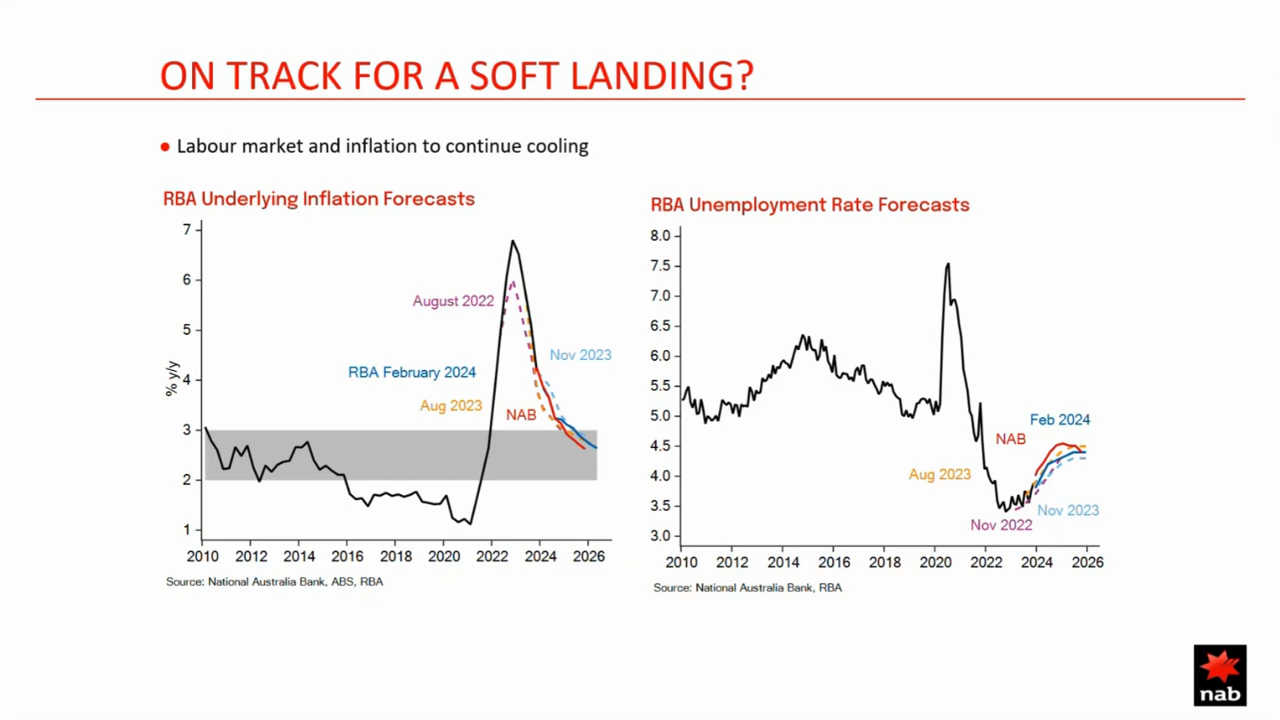 ON TRACK FOR A SOFT LANDING?
● Labour market and inflation to continue cooling
RBA Underlying Inflation Forecasts
7
6
5
4
3
2
1
% y/y
August 2022
Nov 2023
RBA February 2024
Aug 2023
NAB
2010 2012 2014 2016 2018 2020 2022 2024 2026
Source: National Australia Bank, ABS, RBA
RBA Unemployment Rate Forecasts
8.0
7.5
7.0
6.5
6.0
5.5
5.0
4.5
4.0
3.5
3.0
Feb 2024
NAB
Aug 2023
Nov 2023
Nov 2022
2010 2012 2014 2016 2018 2020 2022 2024 2026
Source: National Australia Bank, RBA
nab